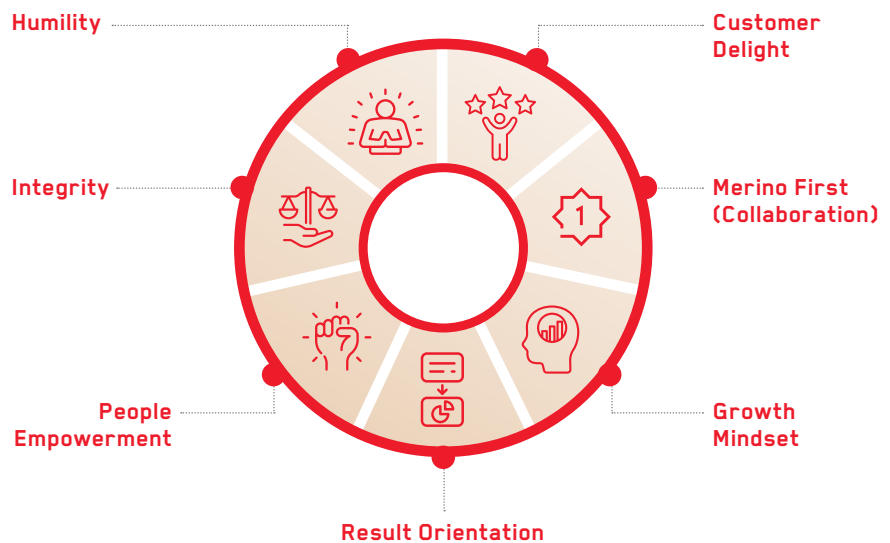 Humility
Customer
Delight
Integrity
Merino First
(Collaboration)
1
People
Empowerment
Growth
Mindset
Result Orientation